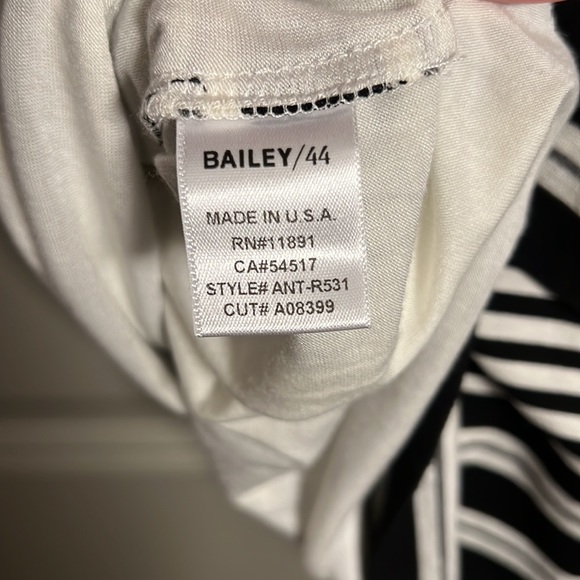 BAILEY/44
MADE IN U.S.A.
RN#11891
CA#54517
STYLE# ANT-R531
CUT# A08399